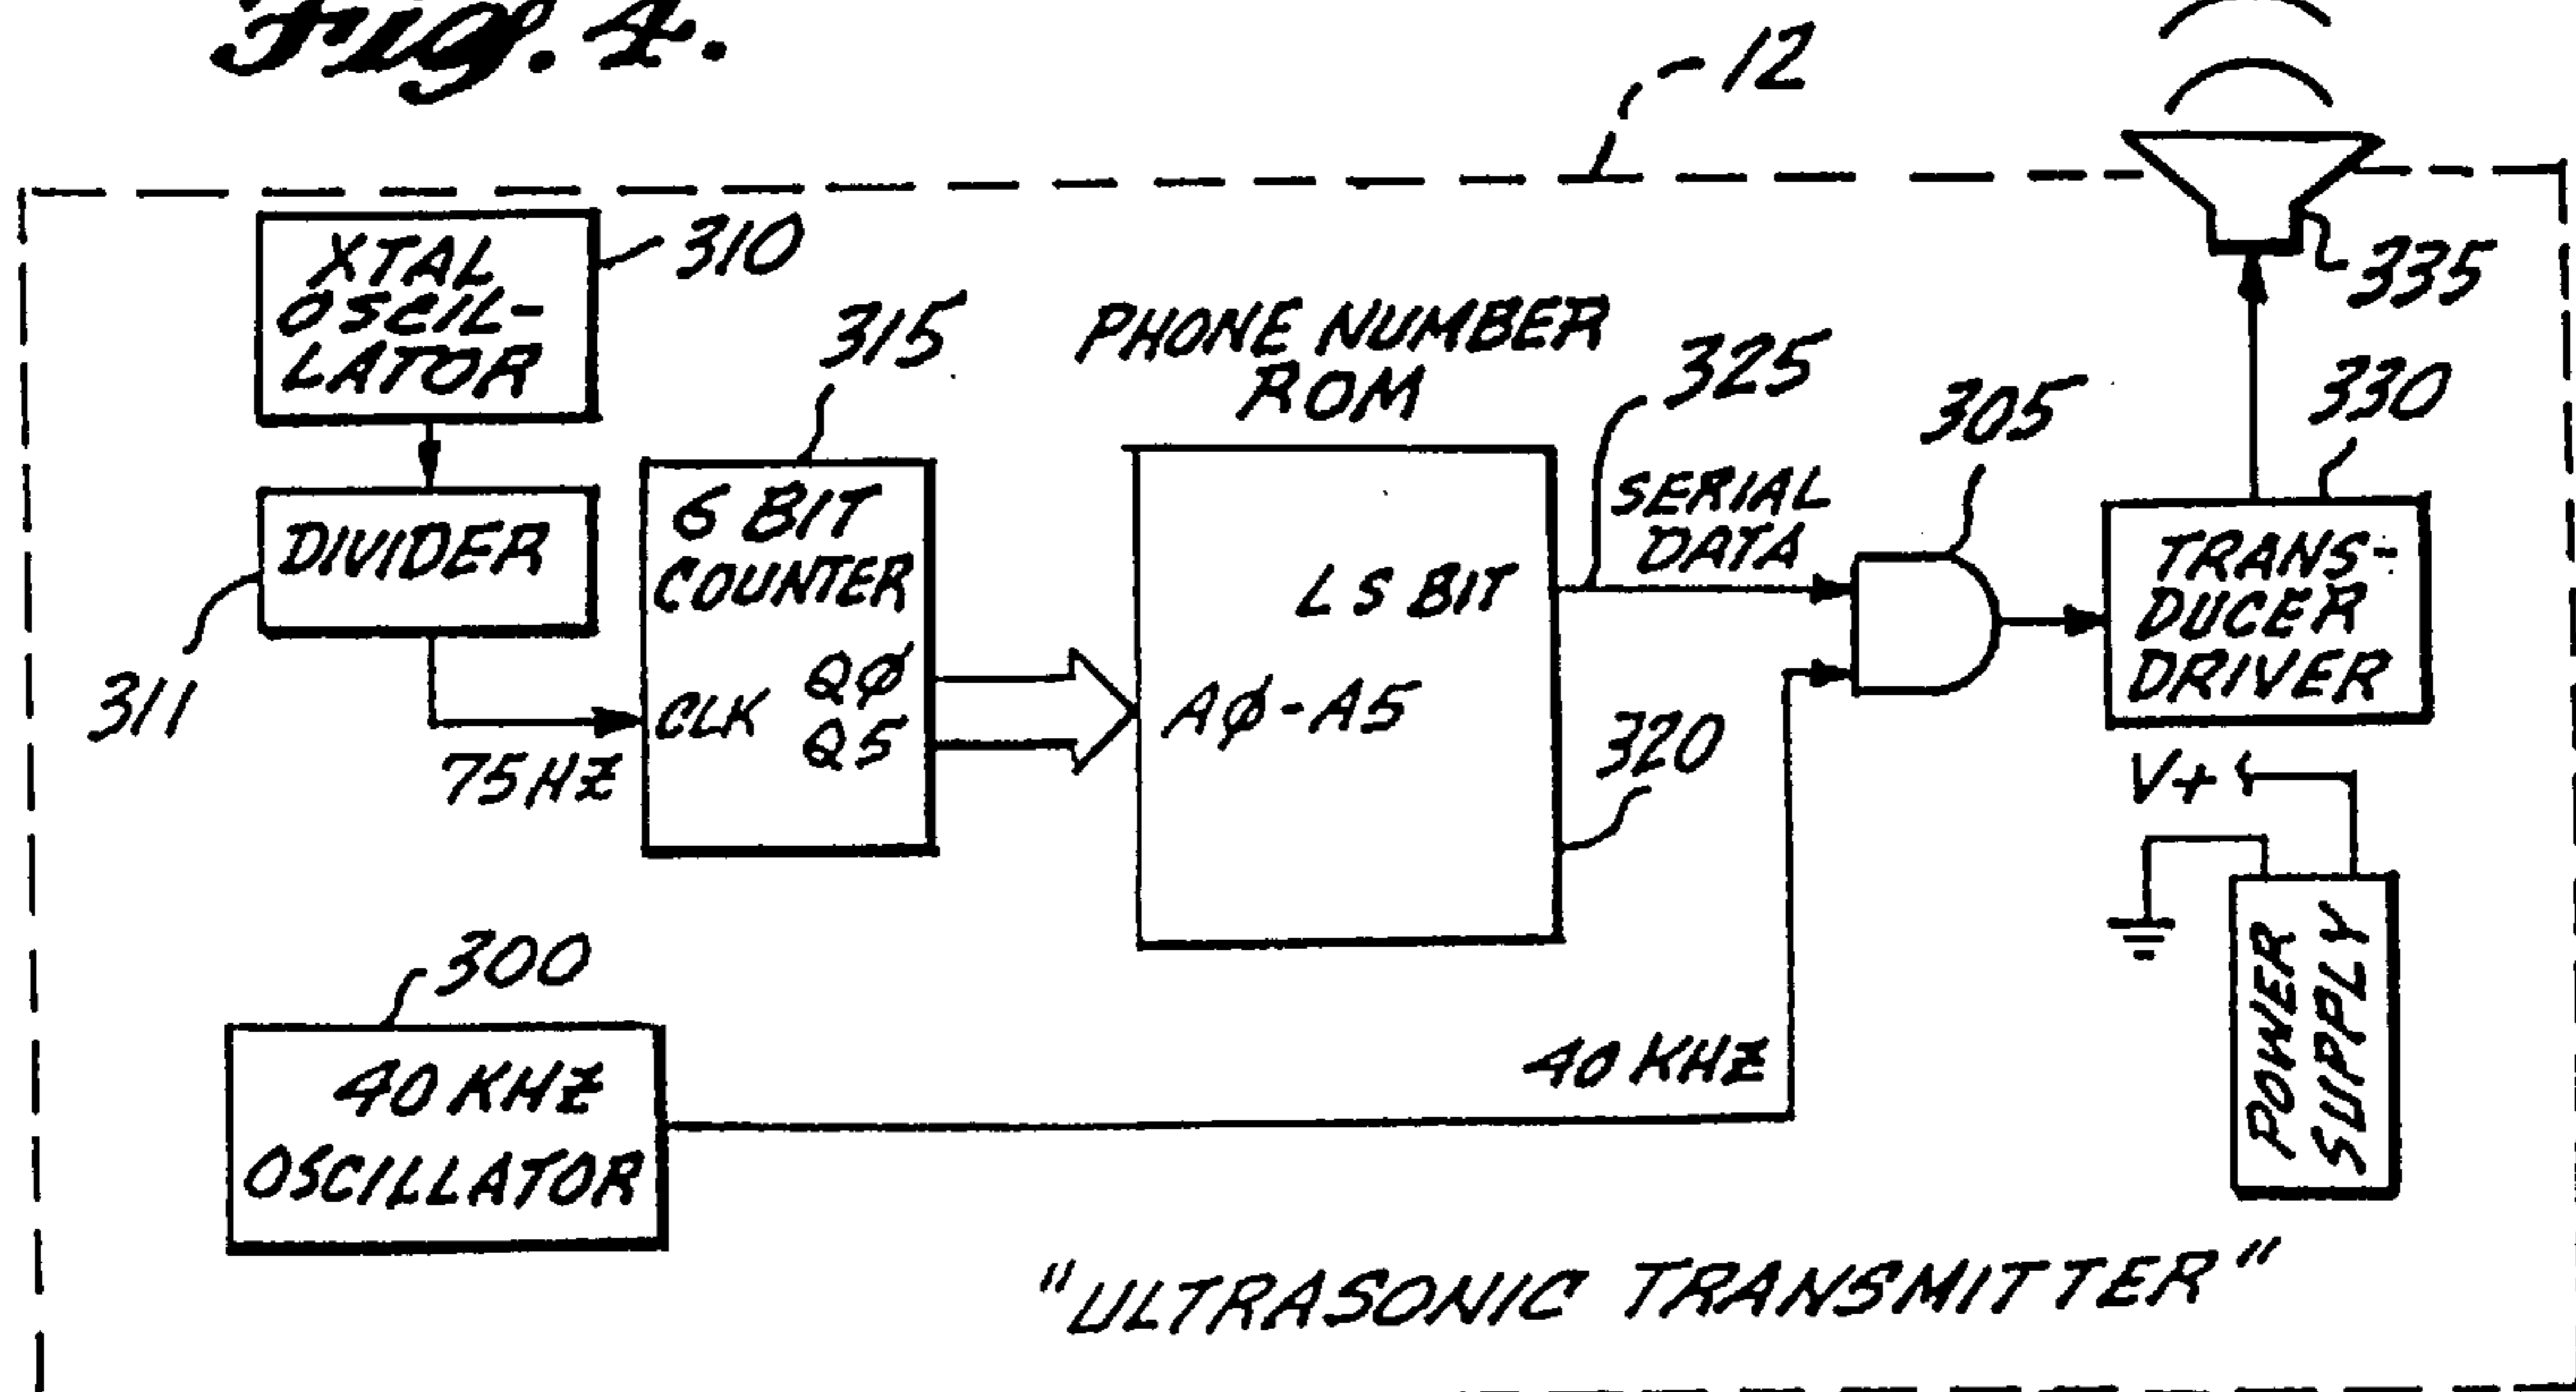 Fig. 4.
12
XTAL
OSCIL-
LATOR
310
335
315
PHONE NUMBER
ROM
325
305
330
DIVIDER
311
6 BIT
COUNTER
CLK
QØ
Q5
75HZ
LS BIT
AØ-A5
320
SERIAL
DATA
TRANS-
DUCER
DRIVER
V+
POWER
SUPPLY
300
40 KHZ
OSCILLATOR
40 KHZ
"ULTRASONIC TRANSMITTER"